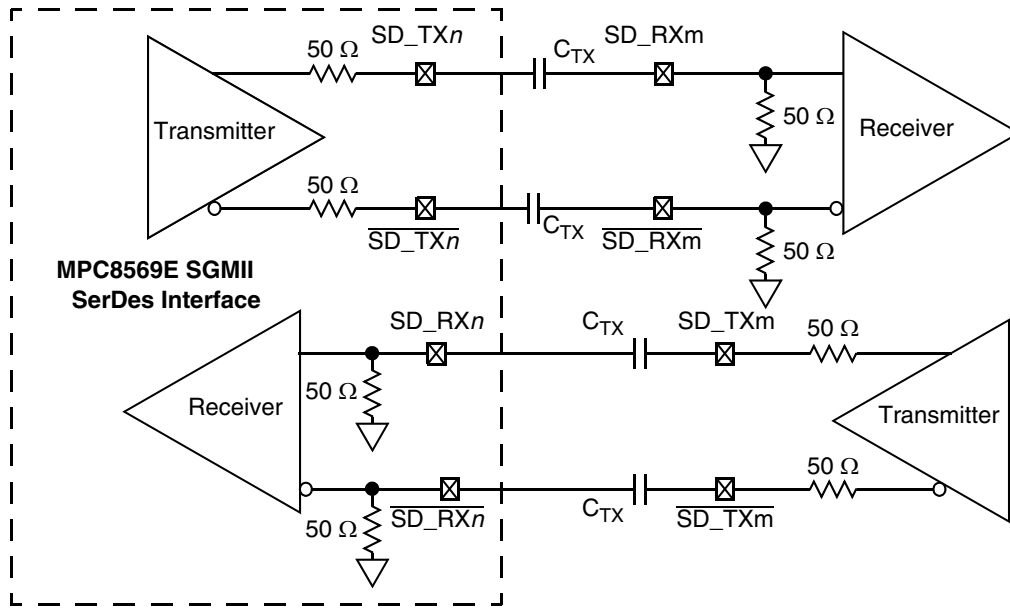 SD_TXn
SD_RXm
50 Ω
CTX
Transmitter
50 Ω
Receiver
50 Ω
CTX
SD_TXn
SD_RXm
50 Ω
MPC8569E SGMII
SerDes Interface
SD_RXn
CTX
SD_TXm
50 Ω
Receiver
50 Ω
Transmitter
50 Ω
SD_RXn
CTX
SD_TXm
50 Ω